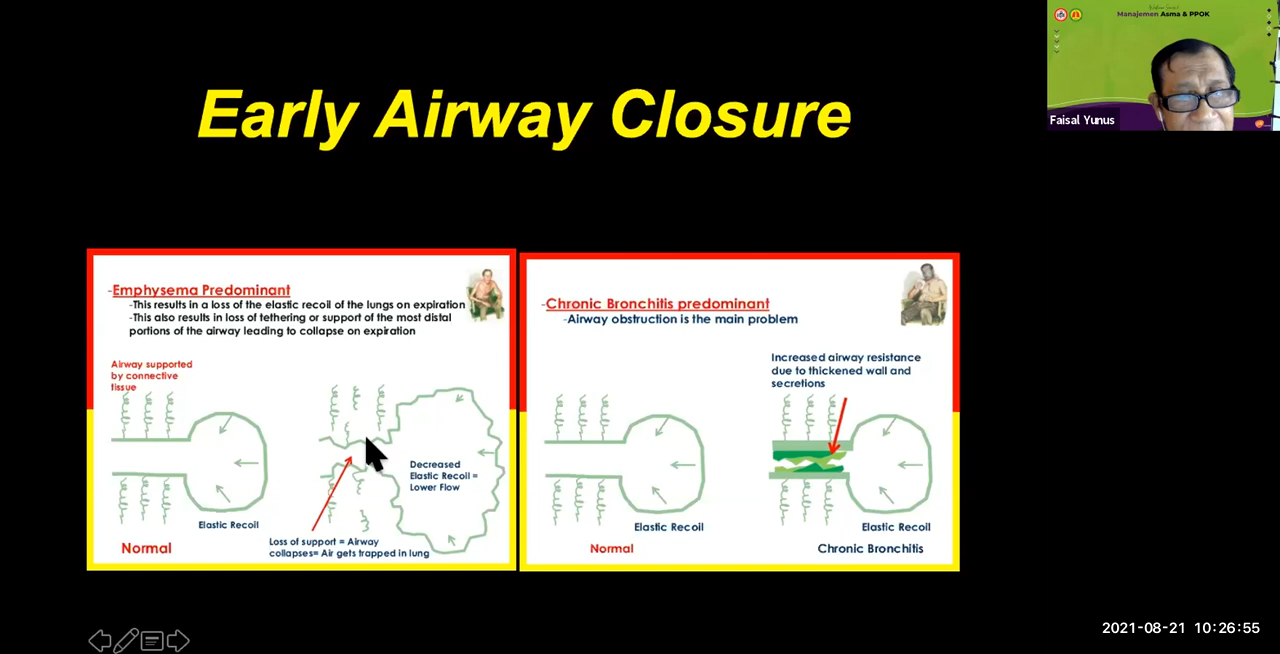 Early Airway Closure
Manajemen Asma & PPOK
Faisal Yunus
-Emphysema Predominant
-This results in a loss of the elastic recoil of the lungs on expiration
-This also results in loss of tethering or support of the most distal
portions of the airway leading to collapse on expiration
Airway supported
by connective
tissue
Elastic Recoil
Normal
Decreased
Elastic Recoil =
Lower Flow
Loss of support = Airway
collapses= Air gets trapped in lung
-Chronic Bronchitis predominant
-Airway obstruction is the main problem
Increased airway resistance
due to thickened wall and
secretions
Elastic Recoil
Normal
Elastic Recoil
Chronic Bronchitis
2021-08-21 10:26:55